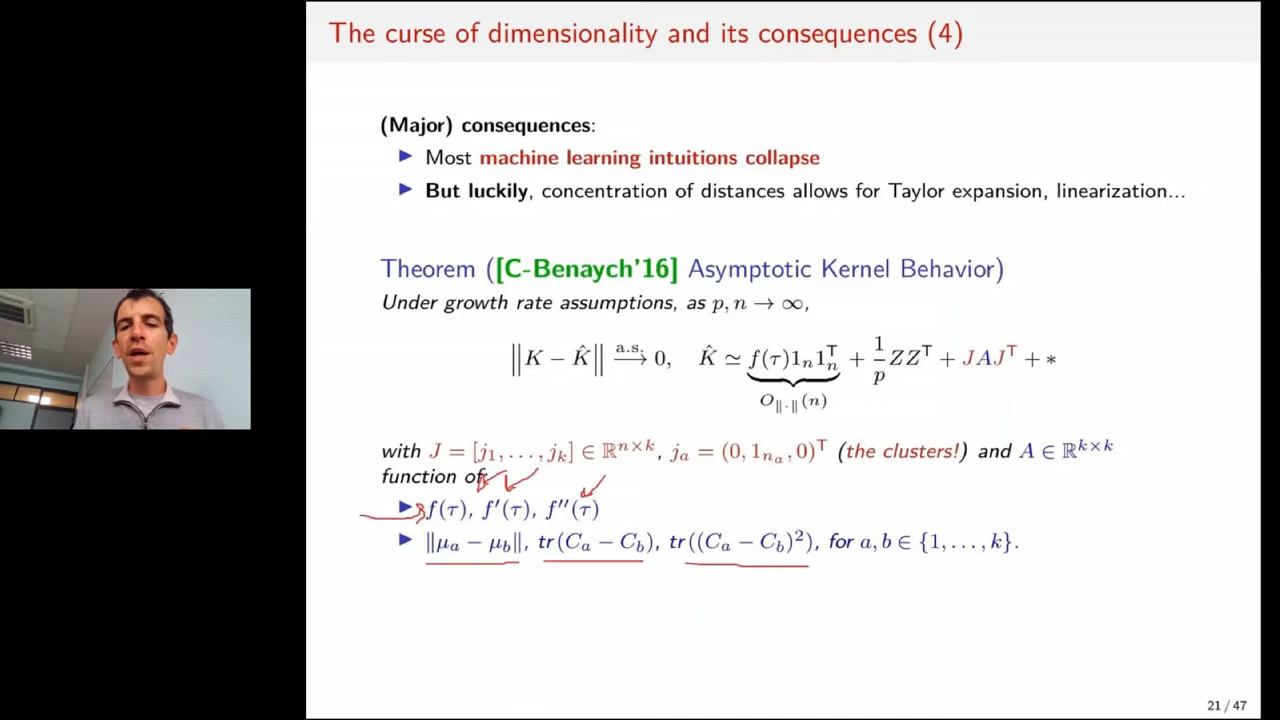 The curse of dimensionality and its consequences (4)
(Major) consequences:
▶ Most machine learning intuitions collapse
▶ But luckily, concentration of distances allows for Taylor expansion, linearization...
Theorem ([C-Benaych'16] Asymptotic Kernel Behavior)
Under growth rate assumptions, as p, n → ∞,
‖K − K̂‖ a.s.⟶ 0, K̂ ≃ f(τ)1ₙ1ₙᵀ + 1/p ZZᵀ + JAJᵀ + *
O‖·‖(n)
with J = [j₁, . . . , jₖ] ∈ ℝⁿˣᵏ, jₐ = (0, 1ₙₐ, 0)ᵀ (the clusters!) and A ∈ ℝᵏˣᵏ
function of
▶ f(τ), f′(τ), f′′(τ)
▶ ‖μₐ − μ_b‖, tr(Cₐ − C_b), tr((Cₐ − C_b)²), for a, b ∈ {1, . . . , k}.
21 / 47